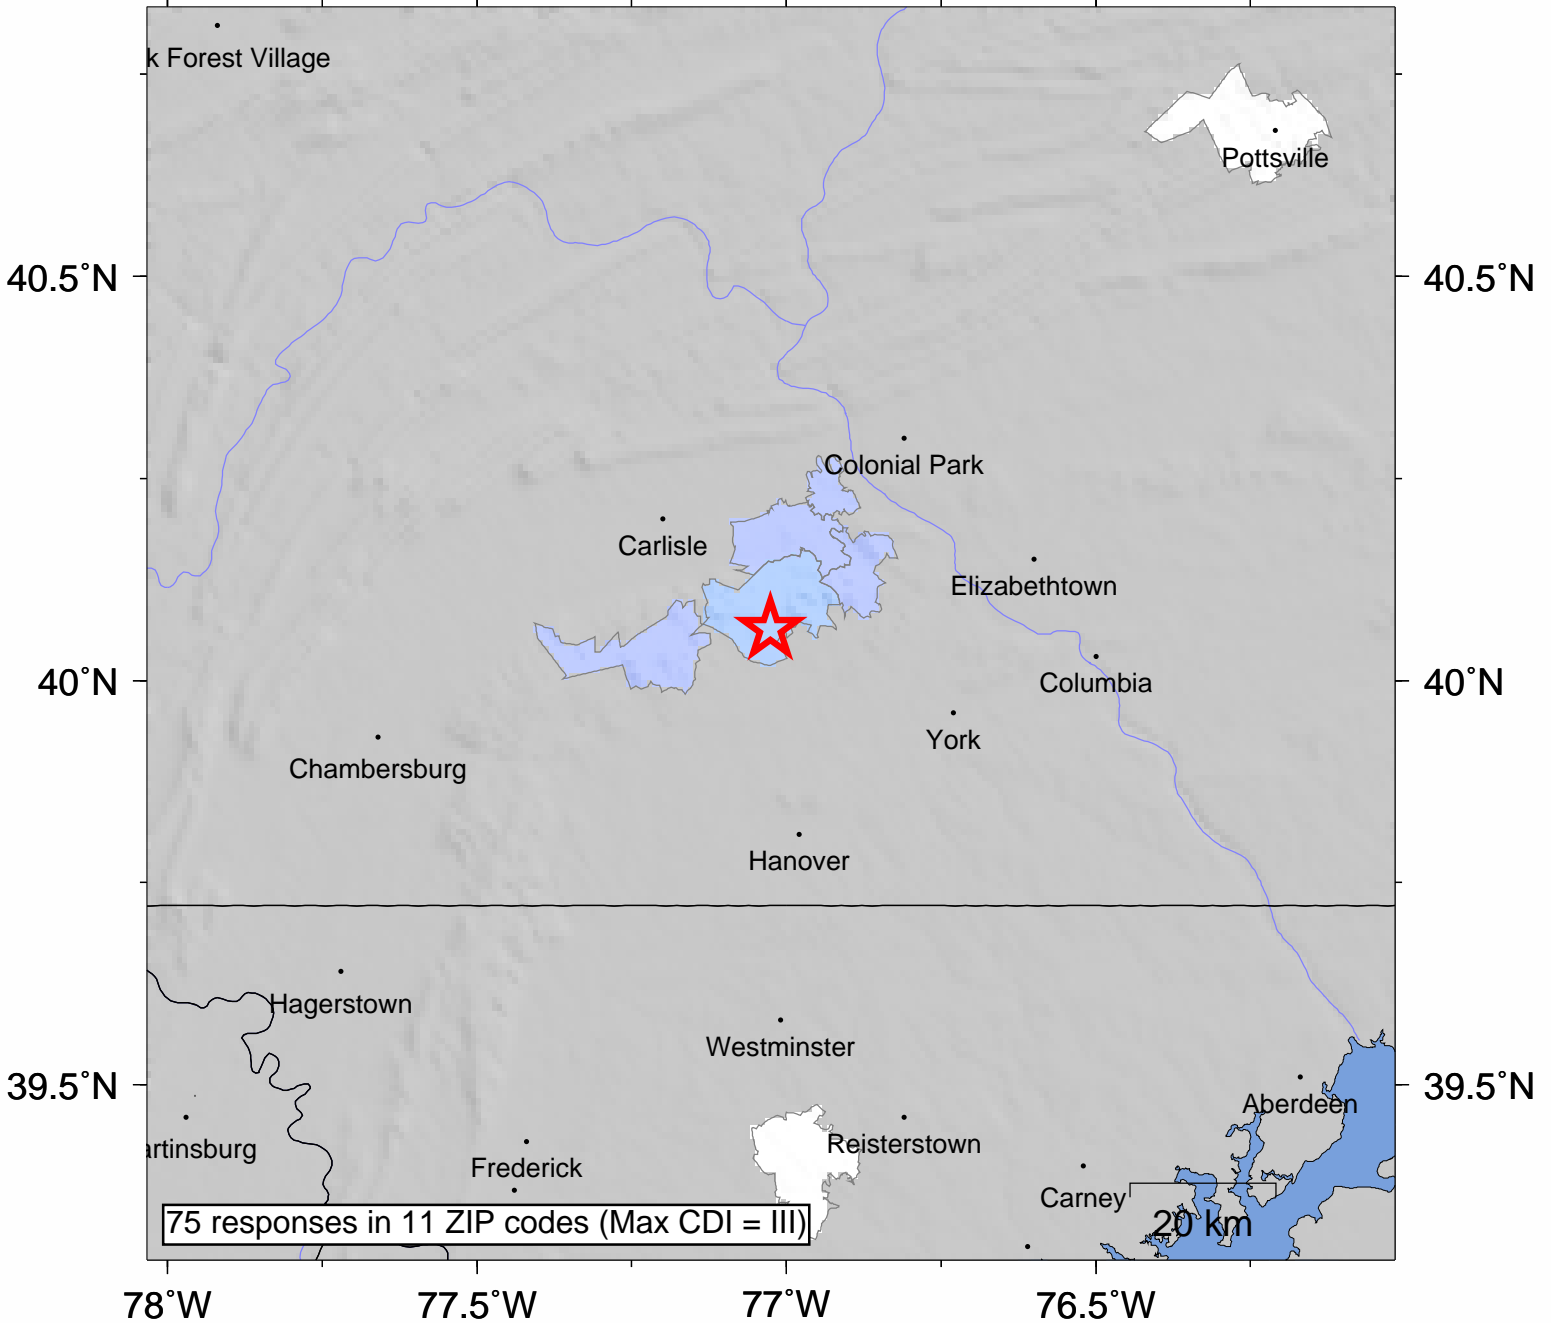 k Forest Village
Pottsville
40.5˚N
40.5˚N
Colonial Park
Carlisle
Elizabethtown
40˚N
Columbia
40˚N
York
Chambersburg
Hanover
Hagerstown
Westminster
39.5˚N
39.5˚N
Aberdeen
artinsburg
Reisterstown
Frederick
Carney
75 responses in 11 ZIP codes (Max CDI = III)
20 km
78˚W
77.5˚W
77˚W
76.5˚W